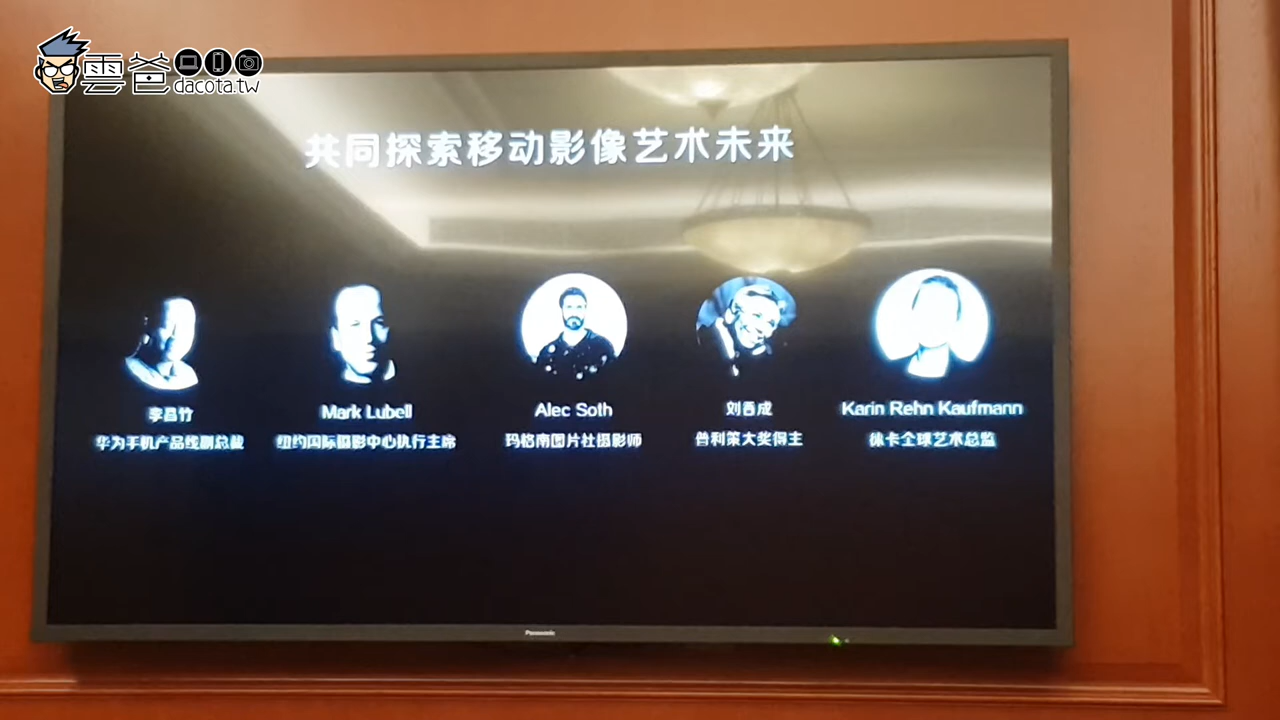 雲爸
dacota.tw
共同探索移动影像艺术未来
李昌竹
华为手机产品线副总裁
Mark Lubell
纽约国际摄影中心执行主席
Alec Soth
玛格南图片社摄影师
刘香成
普利策大奖得主
Karin Rehn Kaufmann
徕卡全球艺术总监
Panasonic